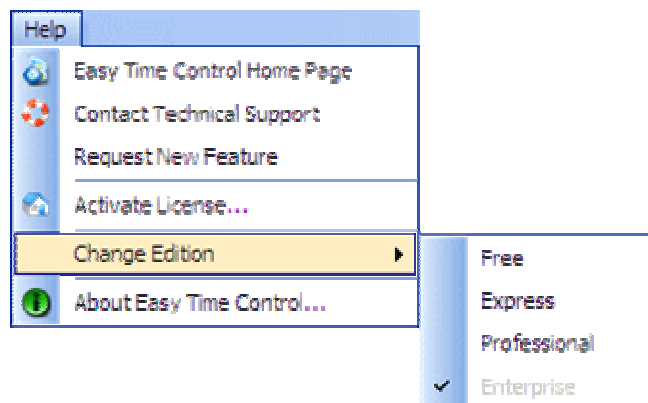 Help
Easy Time Control Home Page
Contact Technical Support
Request New Feature
Activate License...
Change Edition
About Easy Time Control...
Free
Express
Professional
Enterprise